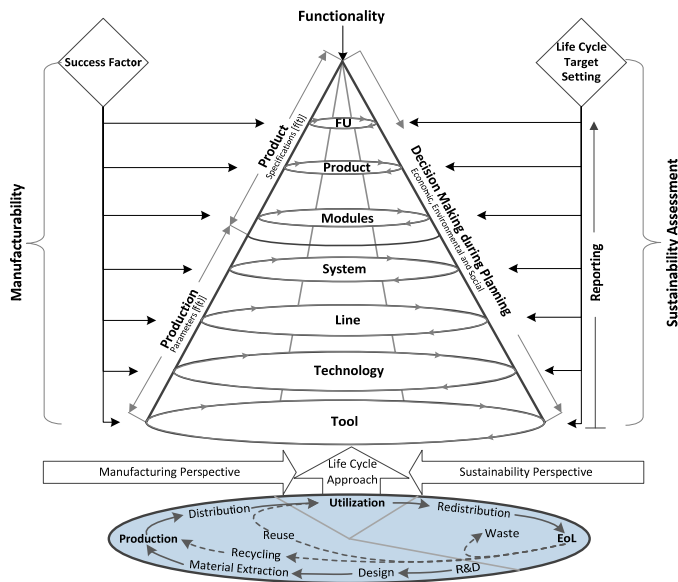 Functionality
Success Factor
Life Cycle
Target
Setting
FU
Product
Modules
System
Line
Technology
Tool
Product
Specifications [f(t)]
Production
Parameters [f(t)]
Decision Making during Planning
Economic, Environmental and Social
Manufacturability
Reporting
Sustainability Assessment
Manufacturing Perspective
Life Cycle
Approach
Sustainability Perspective
Utilization
Distribution
Redistribution
Production
Reuse
Waste
EoL
Recycling
Material Extraction
Design
R&D